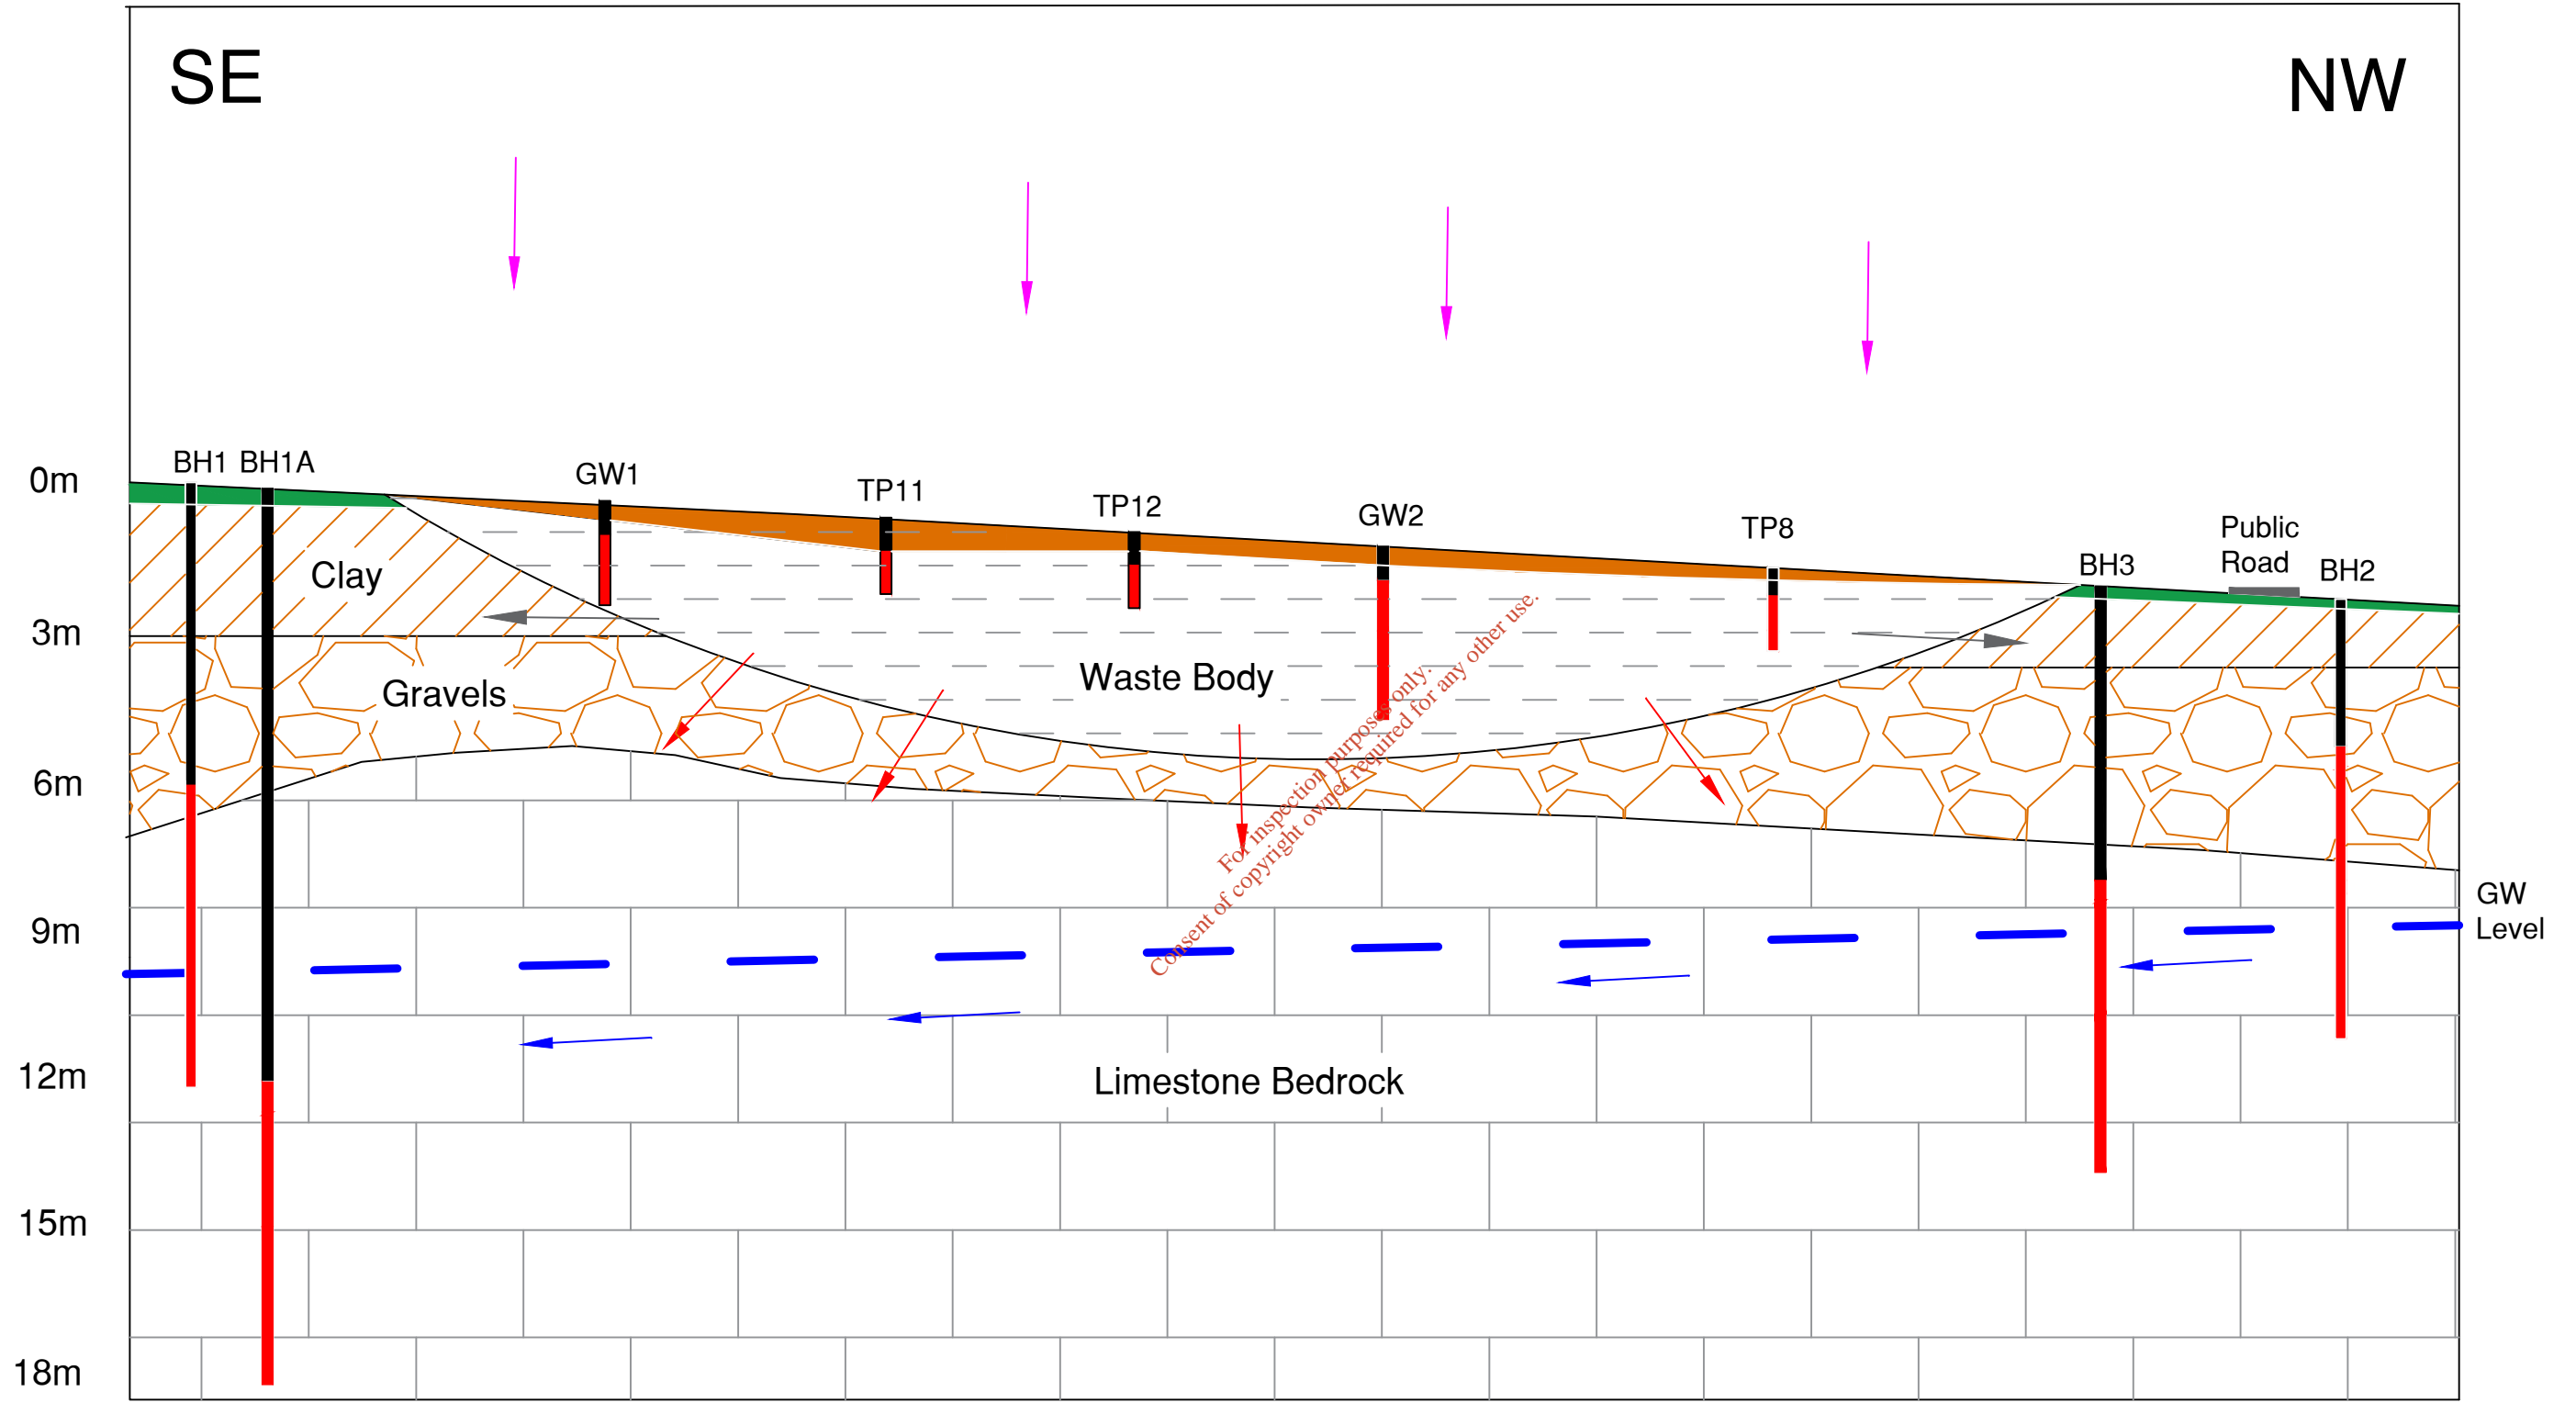 SE
NW
BH1
BH1A
GW1
TP11
TP12
GW2
TP8
BH3
Public
Road
BH2
0m
3m
6m
9m
12m
15m
18m
Clay
Gravels
Waste Body
For inspection purposes only.
Consent of copyright owner required for any other use.
GW
Level
Limestone Bedrock